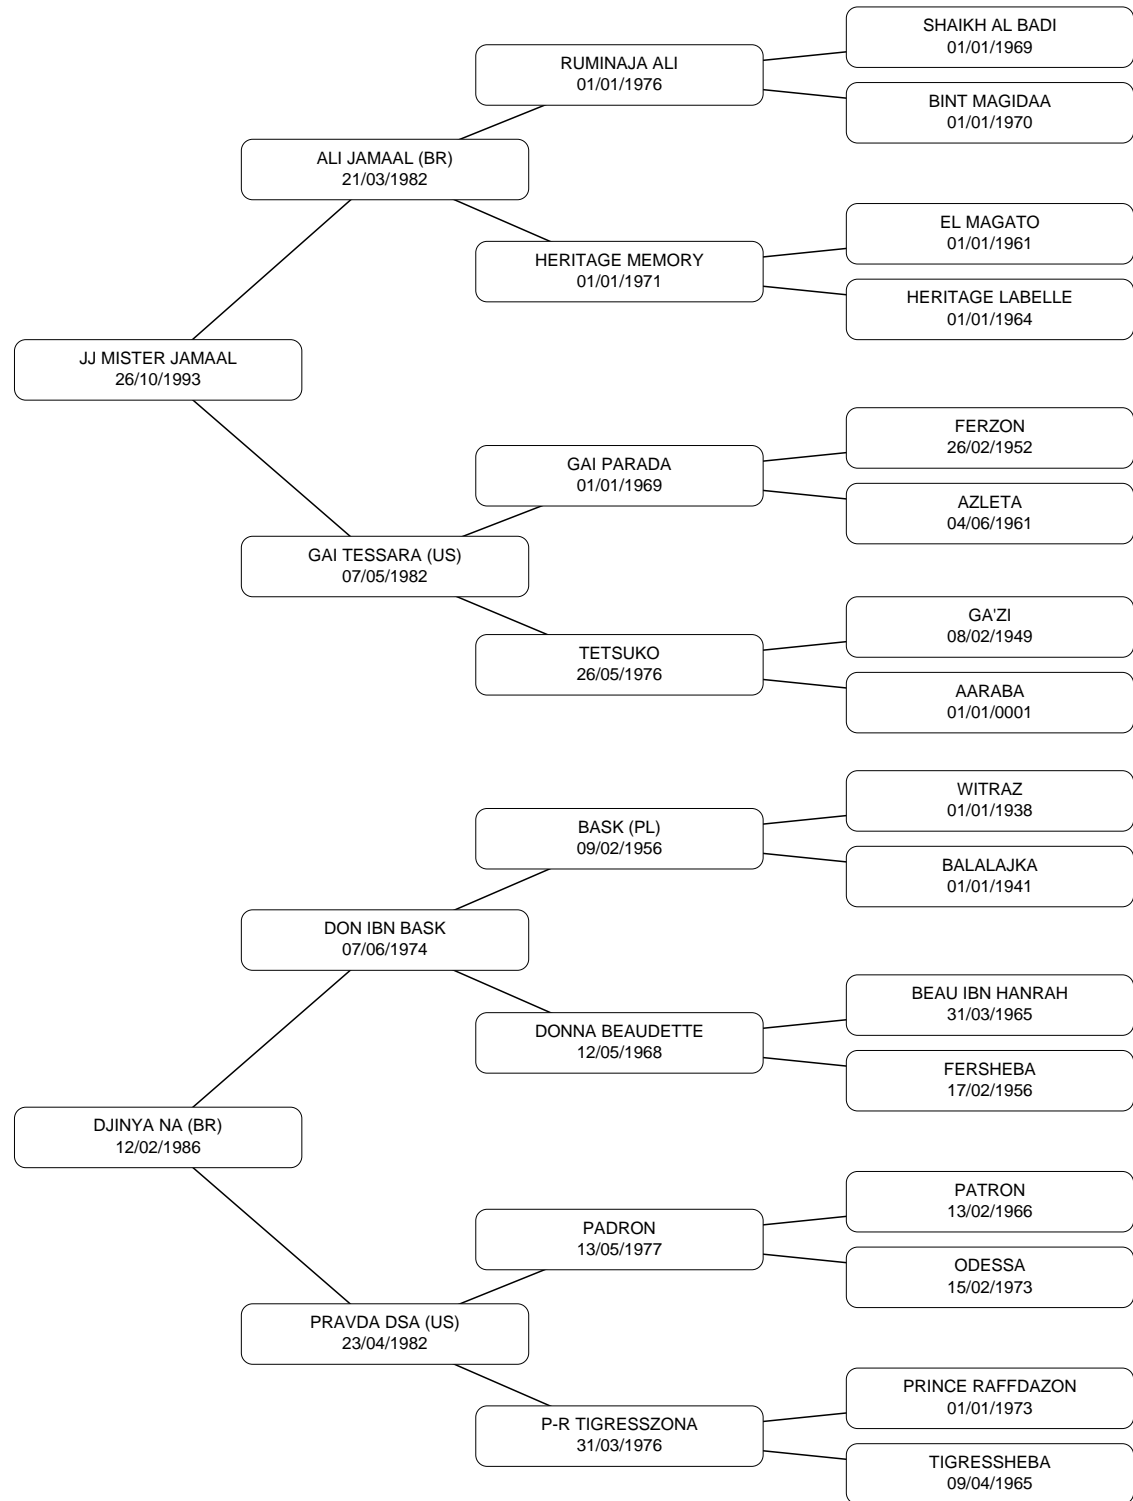 SHAIKH AL BADI
01/01/1969
RUMINAJA ALI
01/01/1976
BINT MAGIDAA
01/01/1970
ALI JAMAAL (BR)
21/03/1982
EL MAGATO
01/01/1961
HERITAGE MEMORY
01/01/1971
HERITAGE LABELLE
01/01/1964
JJ MISTER JAMAAL
26/10/1993
FERZON
26/02/1952
GAI PARADA
01/01/1969
AZLETA
04/06/1961
GAI TESSARA (US)
07/05/1982
GA'ZI
08/02/1949
TETSUKO
26/05/1976
AARABA
01/01/0001
WITRAZ
01/01/1938
BASK (PL)
09/02/1956
BALALAJKA
01/01/1941
DON IBN BASK
07/06/1974
BEAU IBN HANRAH
31/03/1965
DONNA BEAUDETTE
12/05/1968
FERSHEBA
17/02/1956
DJINYA NA (BR)
12/02/1986
PATRON
13/02/1966
PADRON
13/05/1977
ODESSA
15/02/1973
PRAVDA DSA (US)
23/04/1982
PRINCE RAFFDAZON
01/01/1973
P-R TIGRESSZONA
31/03/1976
TIGRESSHEBA
09/04/1965